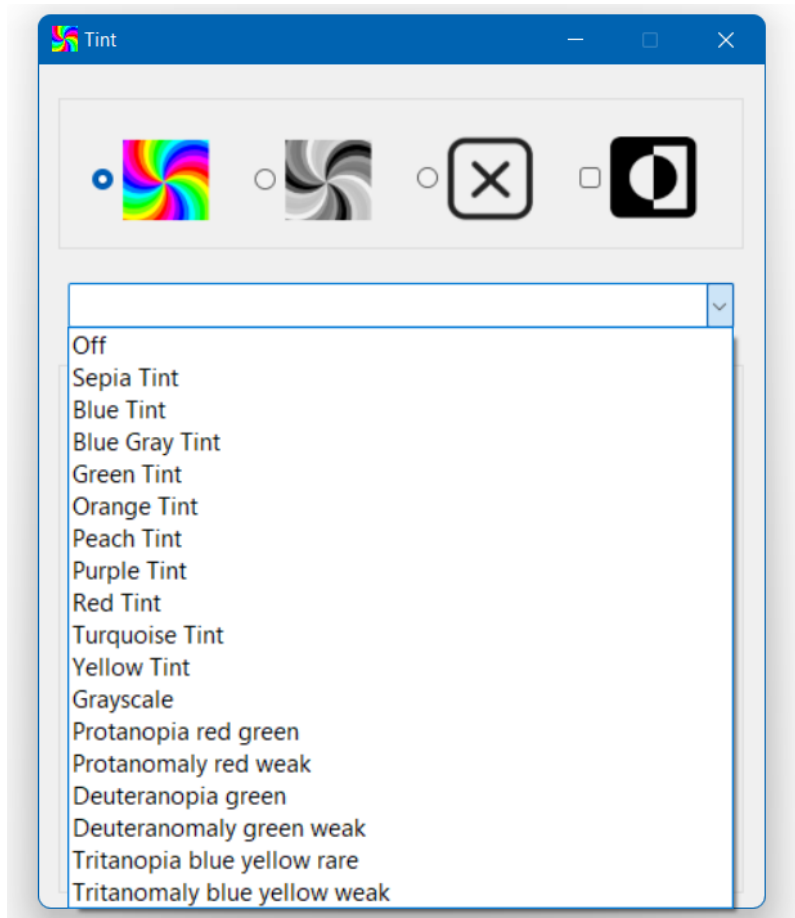 Tint
Off
Sepia Tint
Blue Tint
Blue Gray Tint
Green Tint
Orange Tint
Peach Tint
Purple Tint
Red Tint
Turquoise Tint
Yellow Tint
Grayscale
Protanopia red green
Protanomaly red weak
Deuteranopia green
Deuteranomaly green weak
Tritanopia blue yellow rare
Tritanomaly blue yellow weak